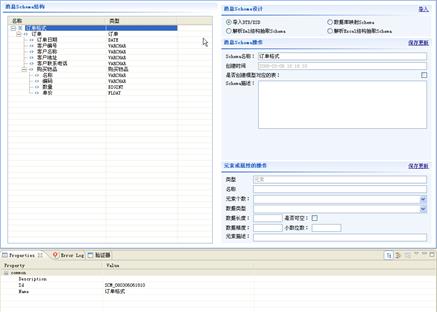 消息Schema结构
名称 类型
订单格式
订单 订单
订单日期 DATE
客户编号 VARCHAR
客户名称 VARCHAR
客户地址 VARCHAR
客户联系电话 VARCHAR
购买物品
名称 VARCHAR
编码 VARCHAR
数量 BIGINT
单价 FLOAT
消息Schema设计 导入
导入DTD/XSD 数据库映射Schema
解析Xml结构抽取Schema 解析Excel结构抽取Schema
消息Schema操作 保存更新
Schema名称： 订单格式
创建时间
是否创建模型对应的表：
Schema描述：
元素或属性的操作 保存更新
类型 元素
名称
元素个数：
数据类型
数据长度： 是否可空：
数据精度： 小数位数：
元素描述：
Properties Error Log 验证器
Property Value
common
Description
Id
Name 订单格式